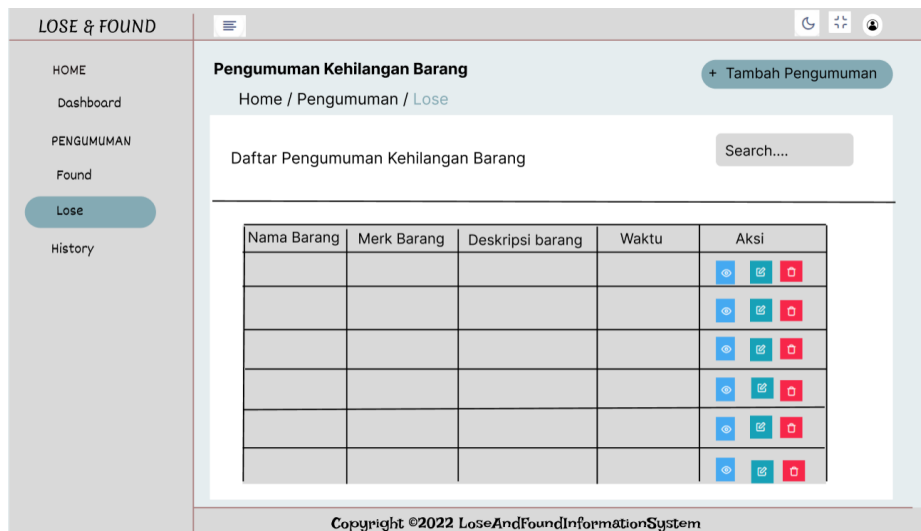 LOSE & FOUND
HOME
Dashboard
PENGUMUMAN
Found
Lose
History
Pengumuman Kehilangan Barang
+ Tambah Pengumuman
Home / Pengumuman / Lose
Daftar Pengumuman Kehilangan Barang
Search....
Nama Barang Merk Barang Deskripsi barang Waktu Aksi
Copyright ©2022 LoseAndFoundInformationSystem